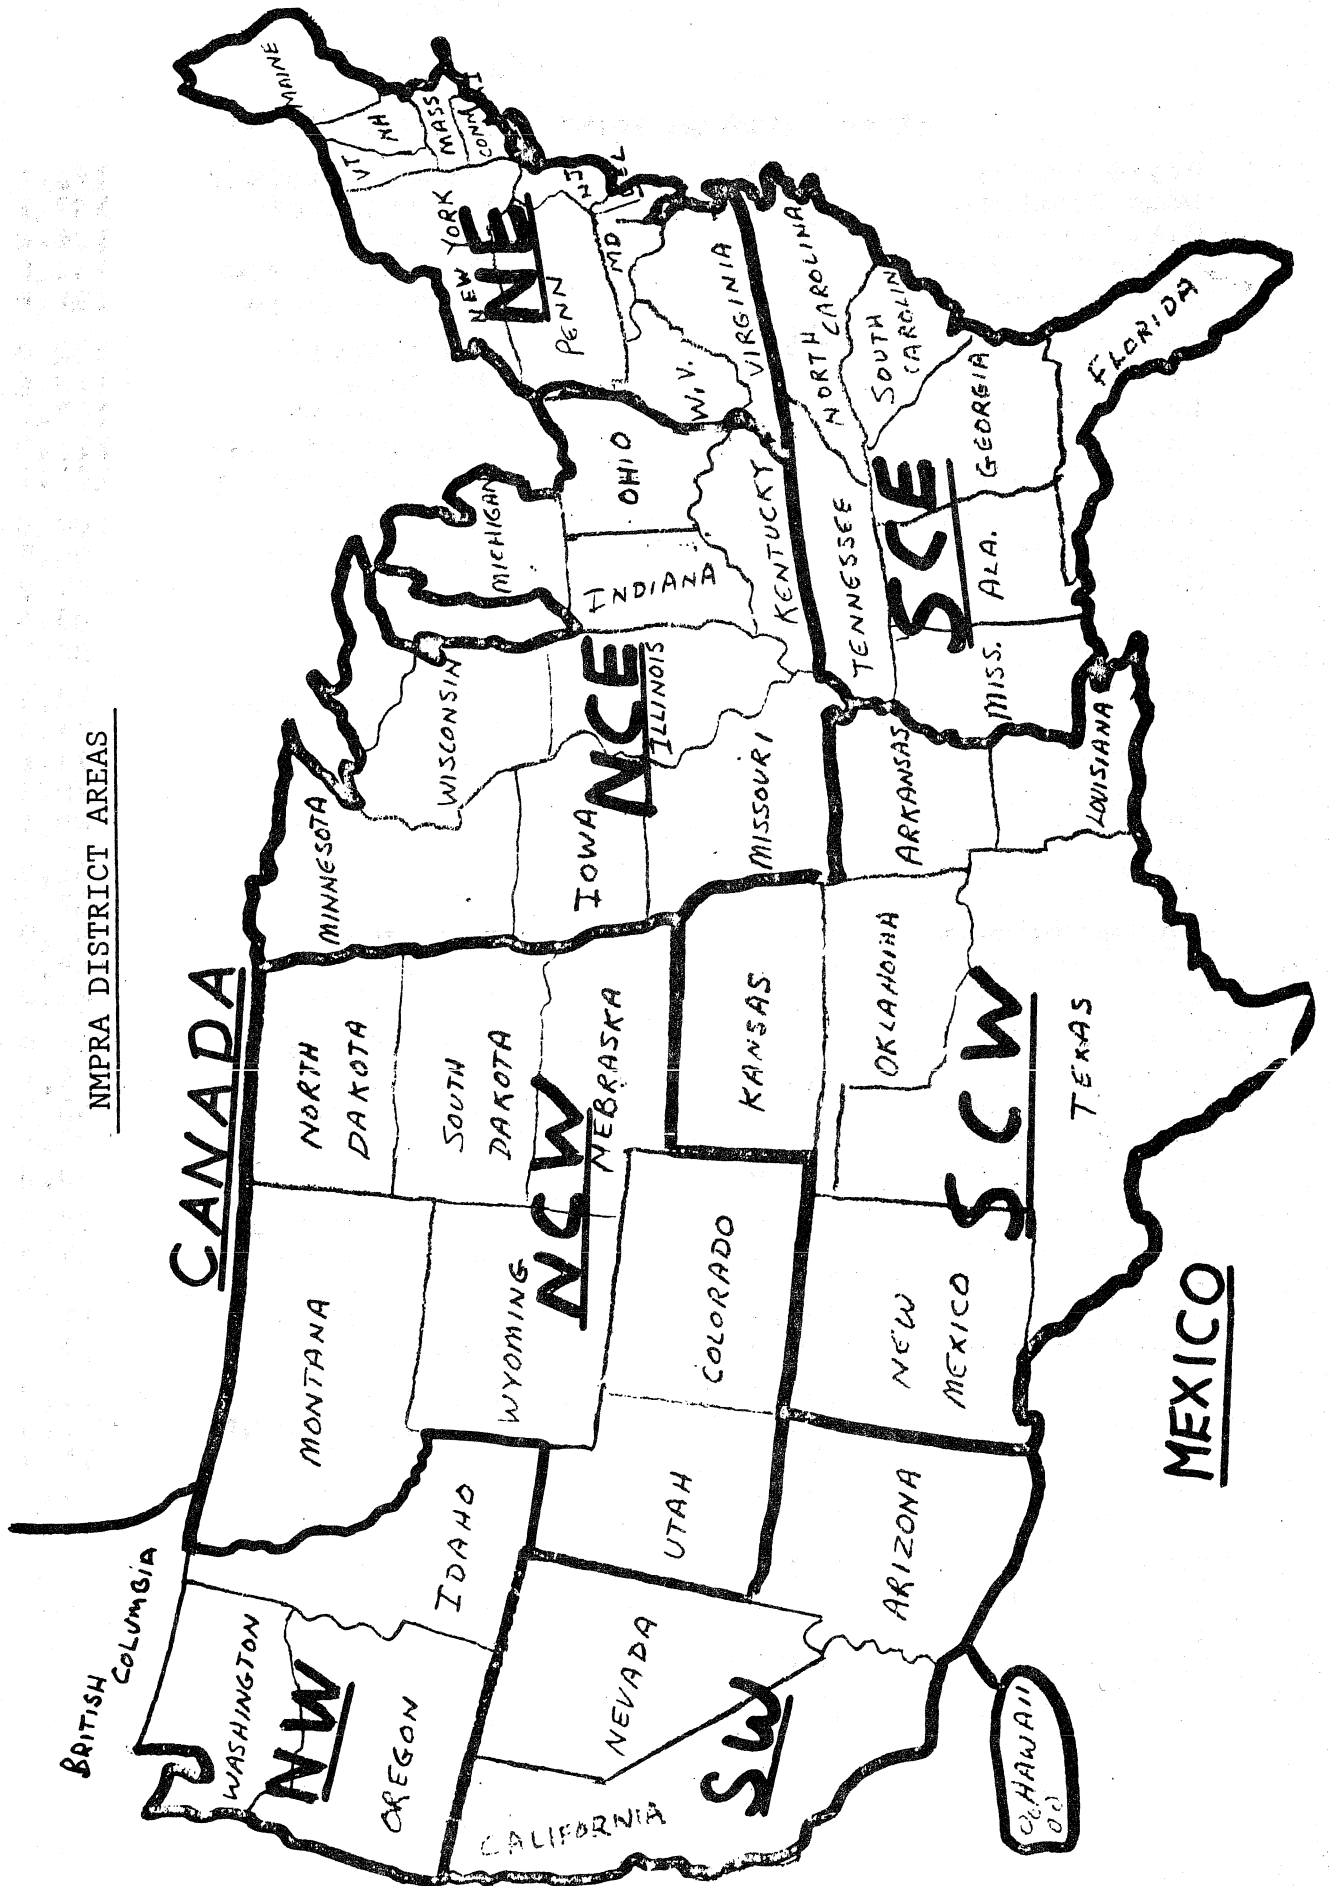 NMPRA DISTRICT AREAS
CANADA
BRITISH
COLUMBIA
WASHINGTON
NW
OREGON
IDAHO
MONTANA
NORTH
DAKOTA
MINNESOTA
WISCONSIN
MICHIGAN
SOUTH
DAKOTA
WYOMING
NCW
NEBRASKA
IOWA
NCE
ILLINOIS
INDIANA
OHIO
MAINE
VT
NH
MASS
CONN
RI
NEW YORK
NE
PENN
NJ
DEL
MD
W.V.
VIRGINIA
CALIFORNIA
NEVADA
SW
UTAH
COLORADO
KANSAS
MISSOURI
KENTUCKY
ARIZONA
NEW
MEXICO
OKLAHOMA
SCW
TEXAS
ARKANSAS
LOUISIANA
TENNESSEE
NORTH
CAROLINA
SOUTH
CAROLIN
SCE
MISS.
ALA.
GEORGIA
FLORIDA
HAWAII
MEXICO